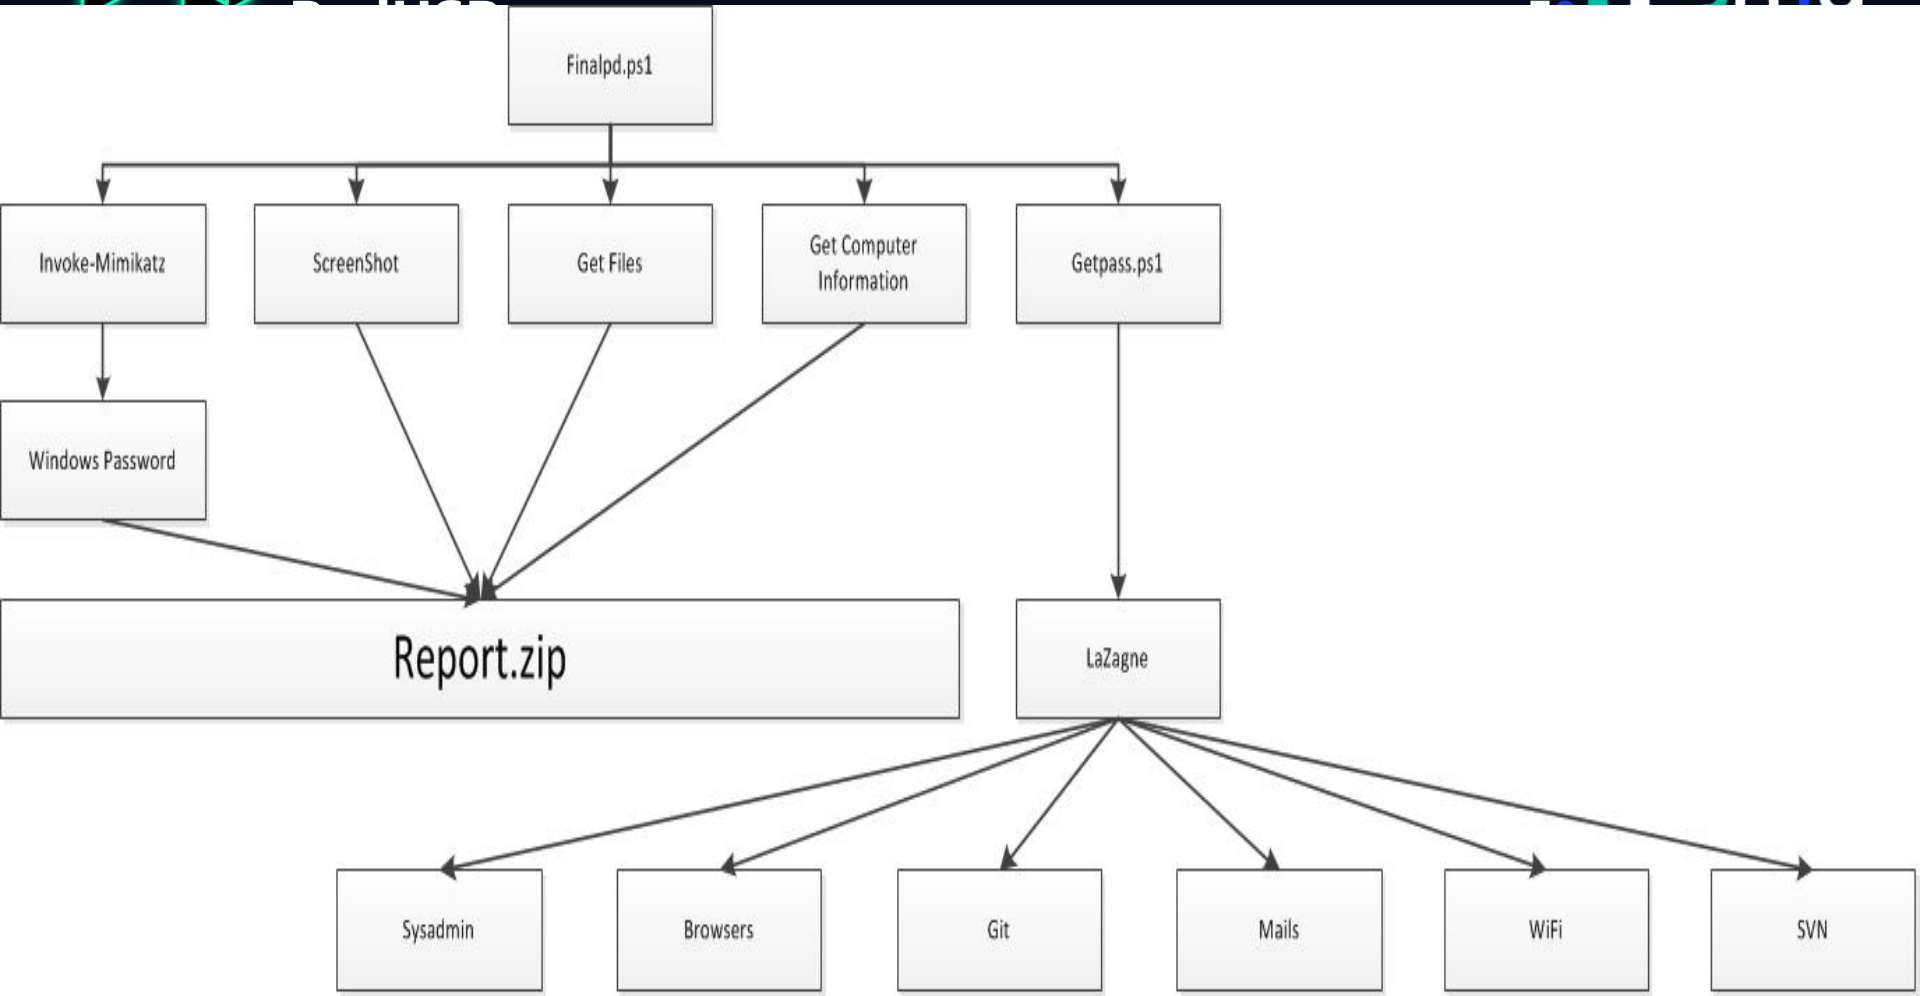 Finalpd.ps1
Invoke-Mimikatz
ScreenShot
Get Files
Get Computer
Information
Getpass.ps1
Windows Password
Report.zip
LaZagne
Sysadmin
Browsers
Git
Mails
WiFi
SVN